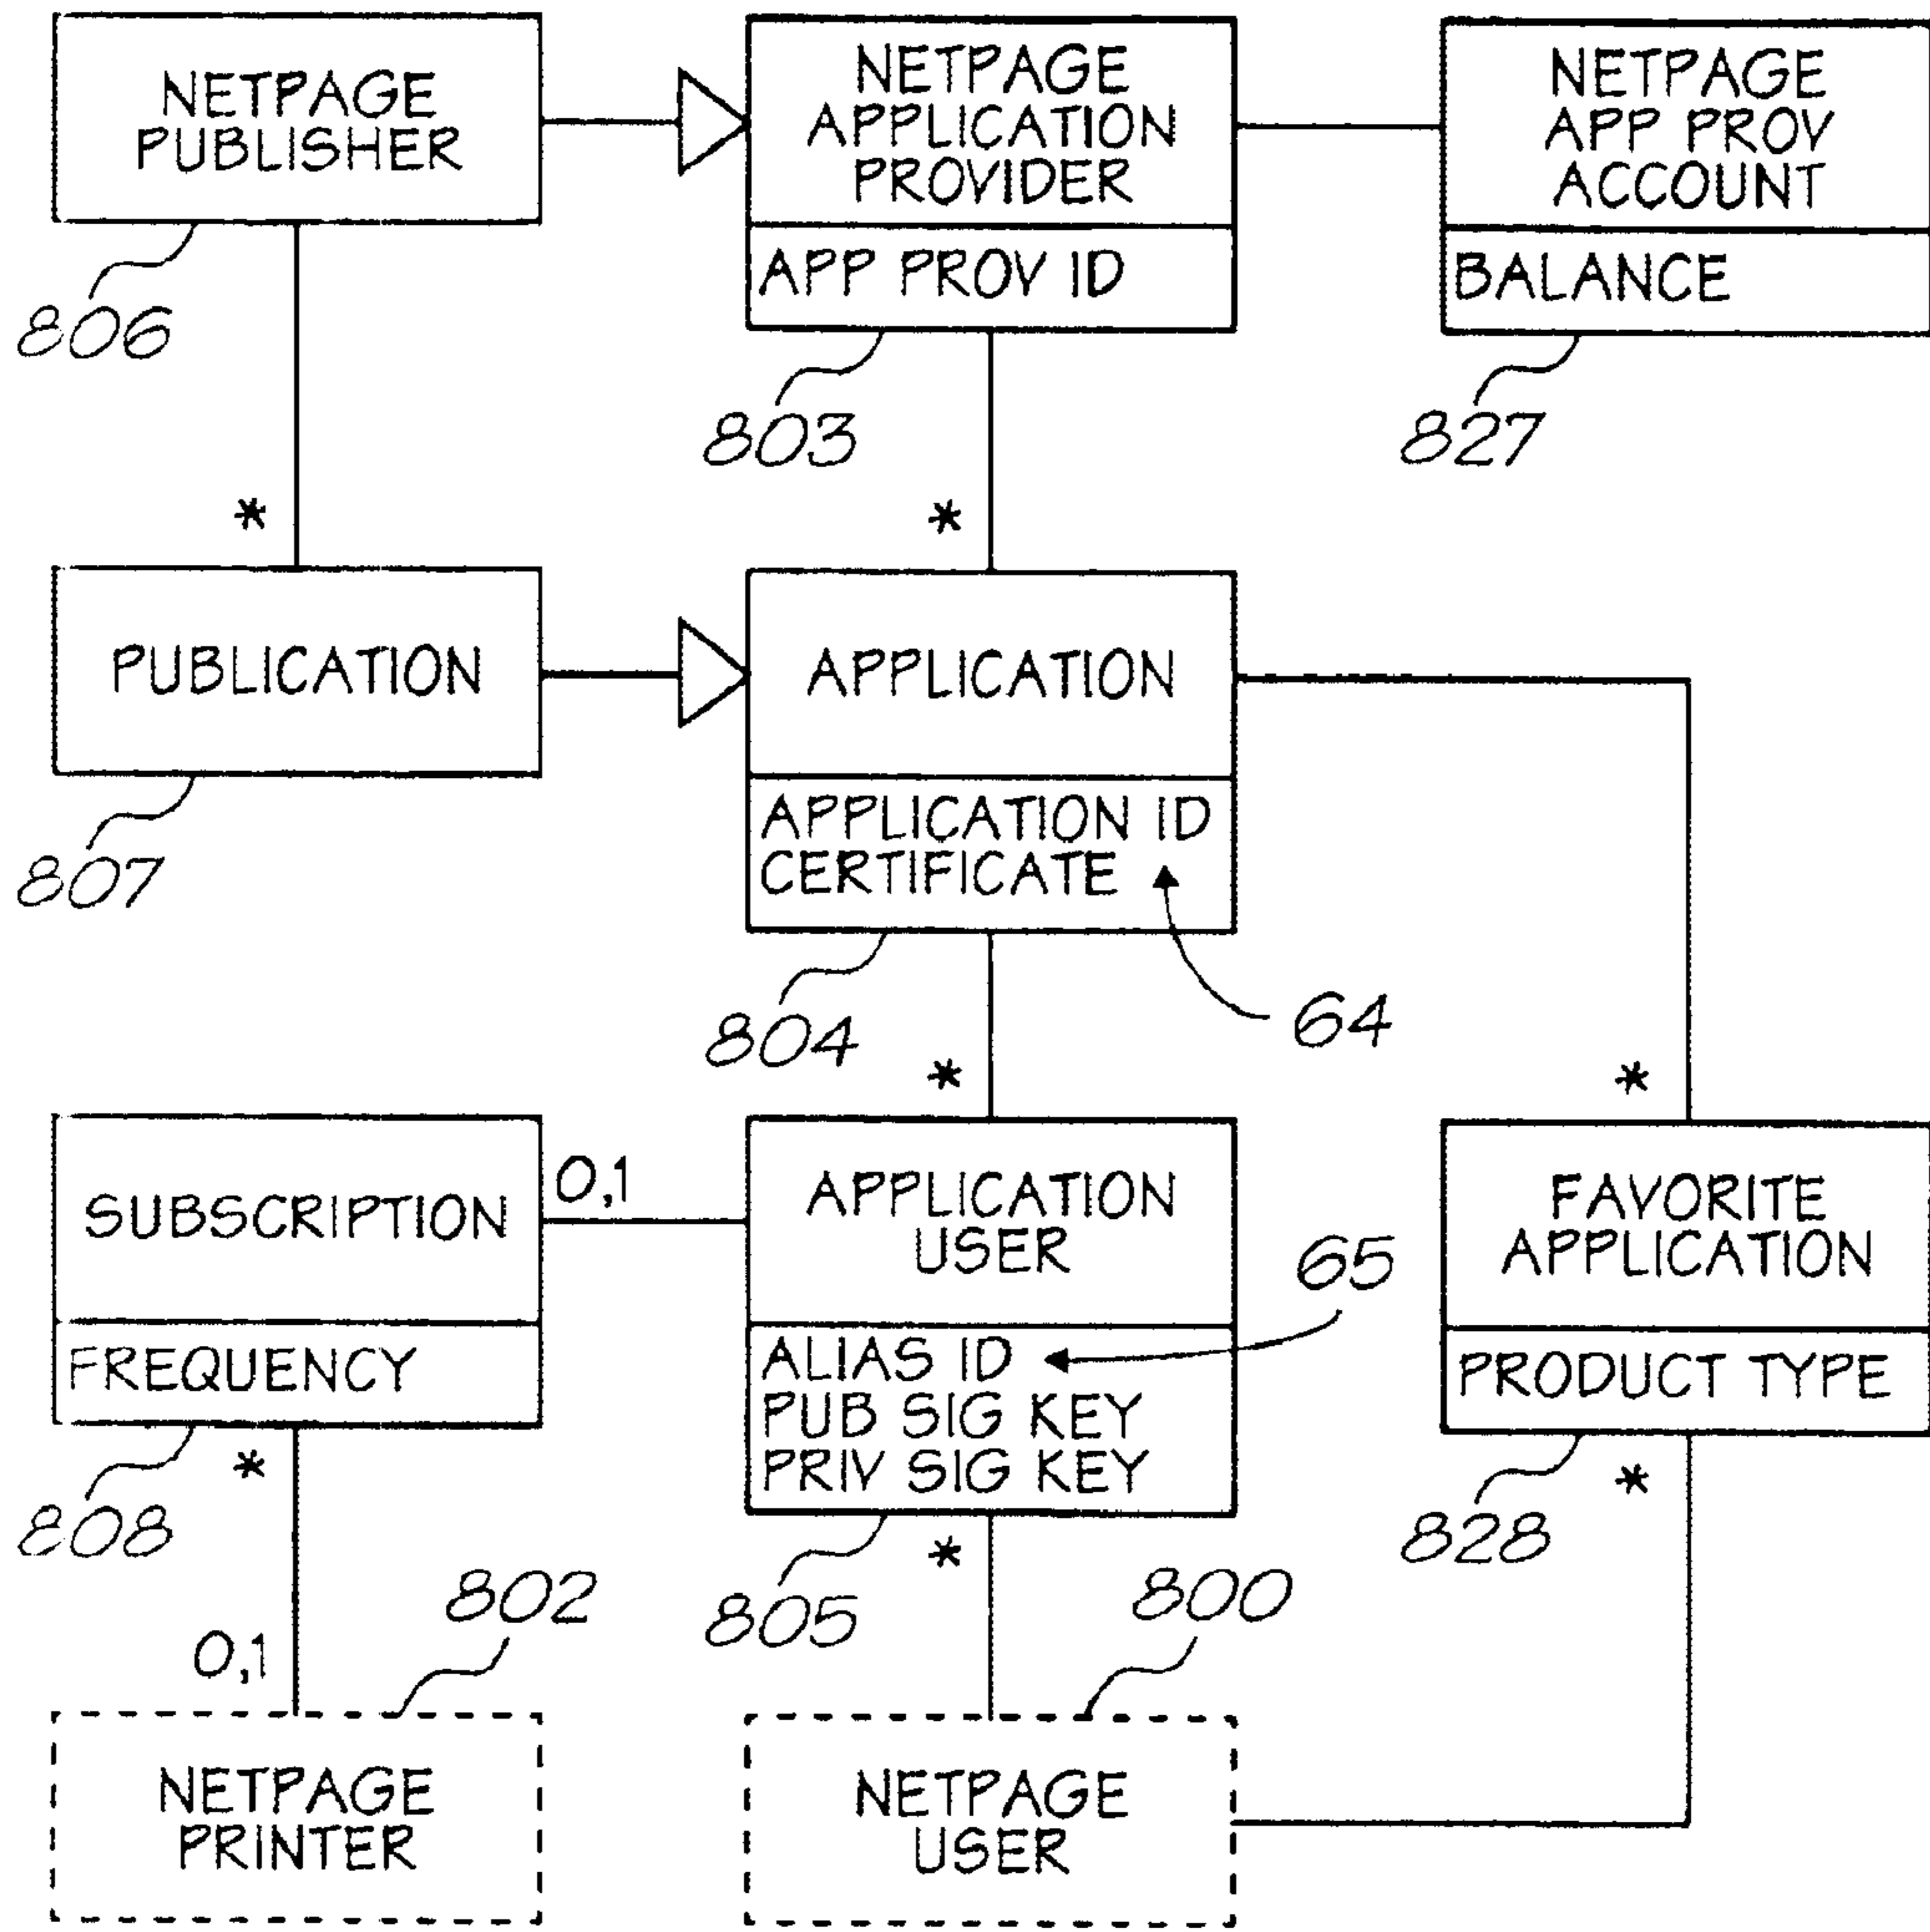 NETPAGE
PUBLISHER
806
NETPAGE
APPLICATION
PROVIDER
APP PROV ID
803
NETPAGE
APP PROV
ACCOUNT
BALANCE
827
*
*
PUBLICATION
807
APPLICATION
APPLICATION ID
CERTIFICATE
804
64
*
*
SUBSCRIPTION
FREQUENCY
808
0,1
APPLICATION
USER
ALIAS ID
PUB SIG KEY
PRIV SIG KEY
805
65
FAVORITE
APPLICATION
PRODUCT TYPE
828
*
*
*
0,1
802
800
NETPAGE
PRINTER
NETPAGE
USER